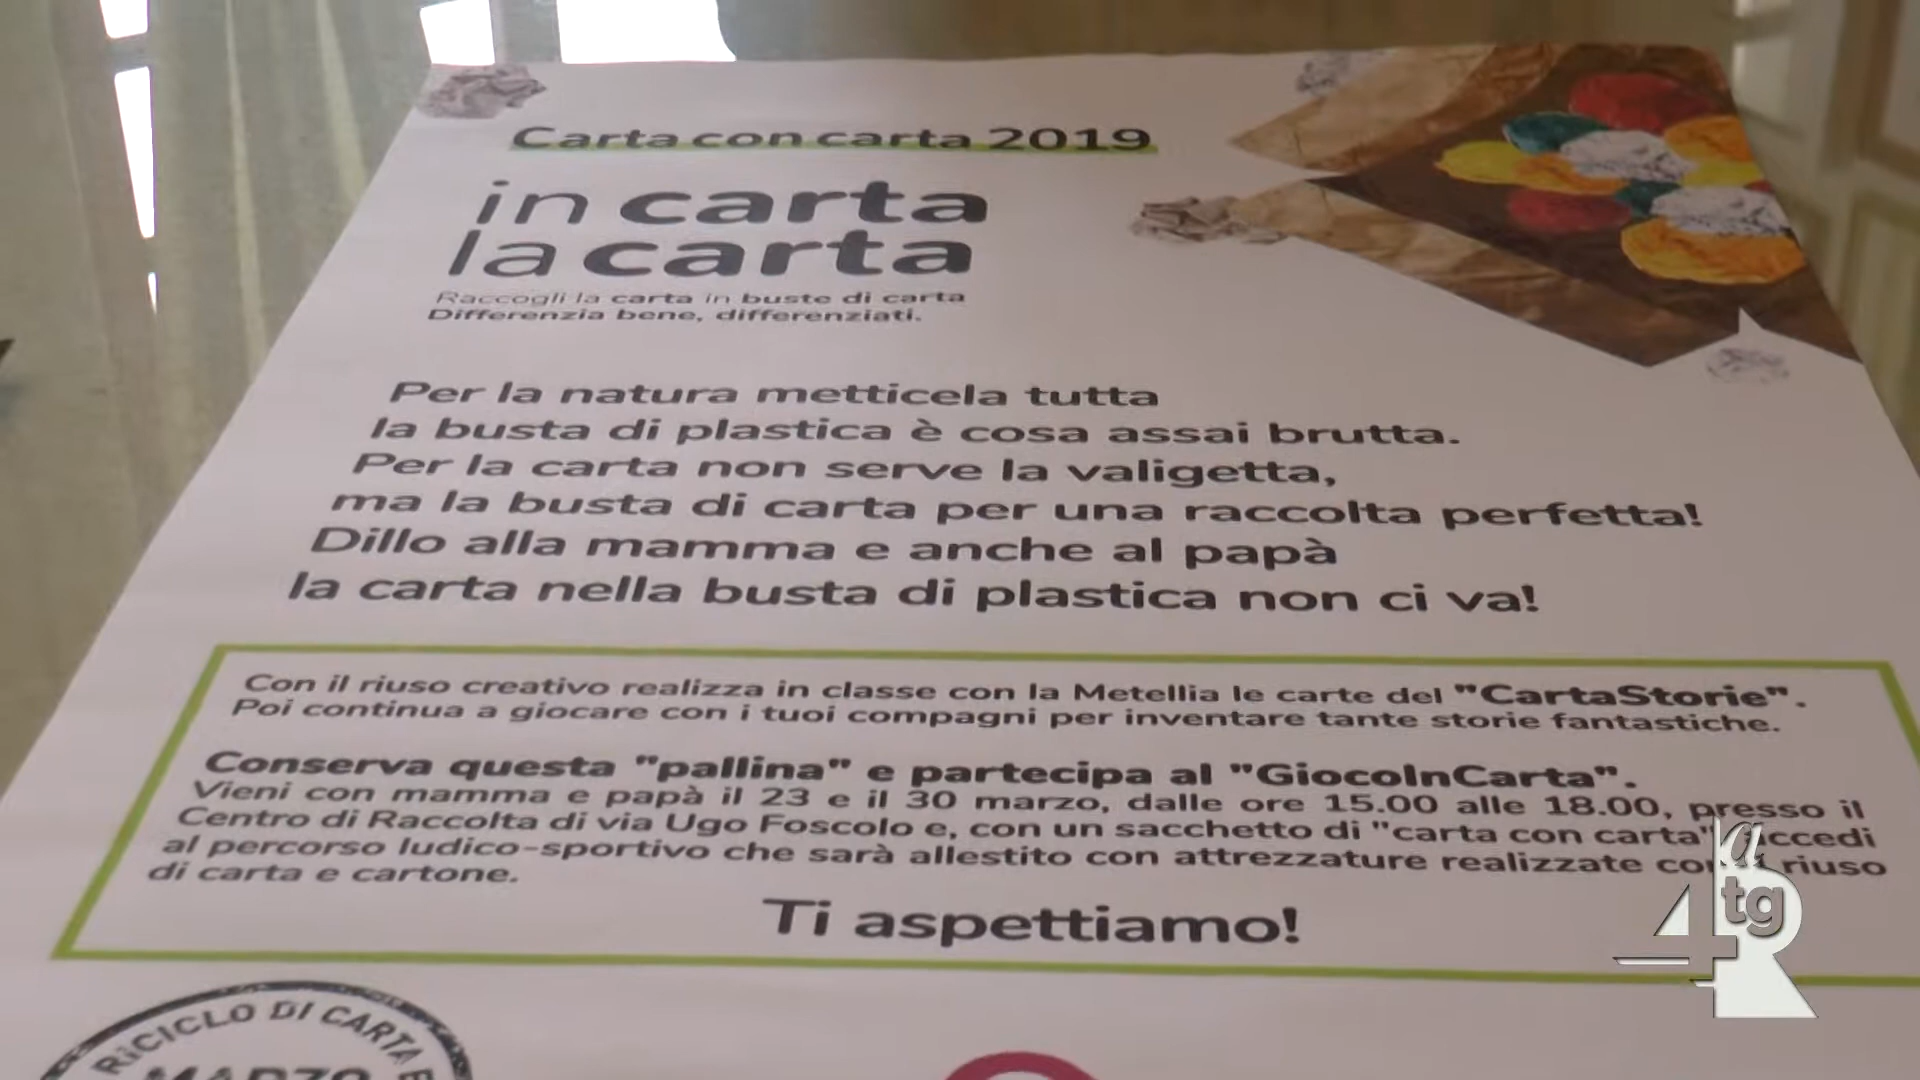 Carta con carta 2019
in carta
la carta
Raccogli la carta in buste di carta
Differenzia bene, differenziati.
Per la natura metticela tutta
la busta di plastica è cosa assai brutta.
Per la carta non serve la valigetta,
ma la busta di carta per una raccolta perfetta!
Dillo alla mamma e anche al papà
la carta nella busta di plastica non ci va!
Con il riuso creativo realizza in classe con la Metellia le carte del "CartaStorie".
Poi continua a giocare con i tuoi compagni per inventare tante storie fantastiche.
Conserva questa "pallina" e partecipa al "GiocoInCarta".
Vieni con mamma e papà il 23 e il 30 marzo, dalle ore 15.00 alle 18.00, presso il
Centro di Raccolta di via Ugo Foscolo e, con un sacchetto di "carta con carta" accedi
al percorso ludico-sportivo che sarà allestito con attrezzature realizzate con il riuso
di carta e cartone.
Ti aspettiamo!
RICICLO DI CARTA E
MARZO
la
4
tg
R